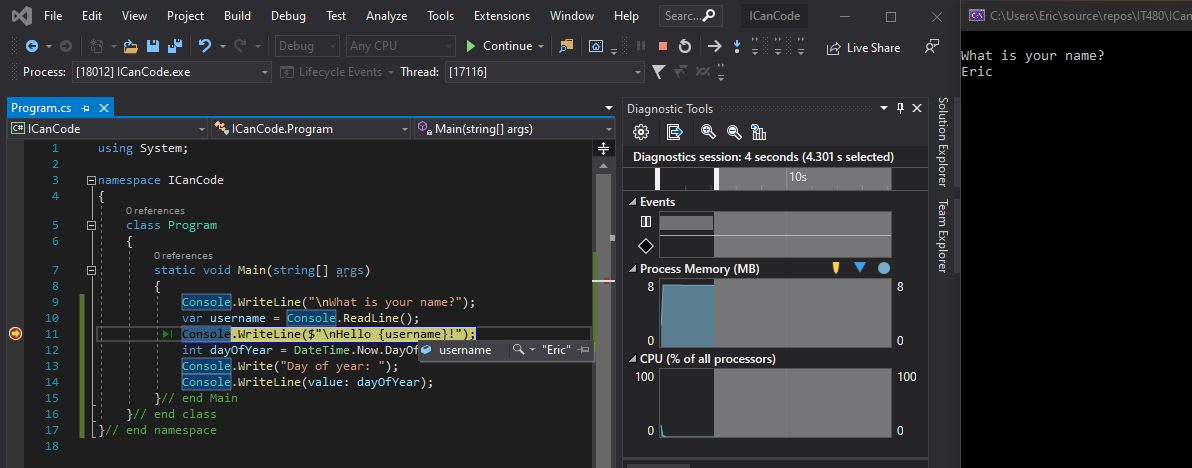 File Edit View Project Build Debug Test Analyze Tools Extensions Window Help Searc... ICanCode
Debug Any CPU Continue Live Share
Process: [18012] ICanCode.exe Lifecycle Events Thread: [17116]
Program.cs
ICanCode ICanCode.Program Main(string[] args)
1 using System;
2
3 namespace ICanCode
4 {
0 references
5 class Program
6 {
0 references
7 static void Main(string[] args)
8 {
9 Console.WriteLine("\nWhat is your name?");
10 var username = Console.ReadLine();
11 Console.WriteLine($"\nHello {username}!");
12 int dayOfYear = DateTime.Now.DayOf
username "Eric"
13 Console.Write("Day of year: ");
14 Console.WriteLine(value: dayOfYear);
15 }// end Main
16 }// end class
17 }// end namespace
18
Diagnostic Tools
Diagnostics session: 4 seconds (4.301 s selected)
10s
Events
Process Memory (MB)
8 8
0 0
CPU (% of all processors)
100 100
0 0
Solution Explorer
Team Explorer
C:\Users\Eric\source\repos\IT480\ICan
What is your name?
Eric